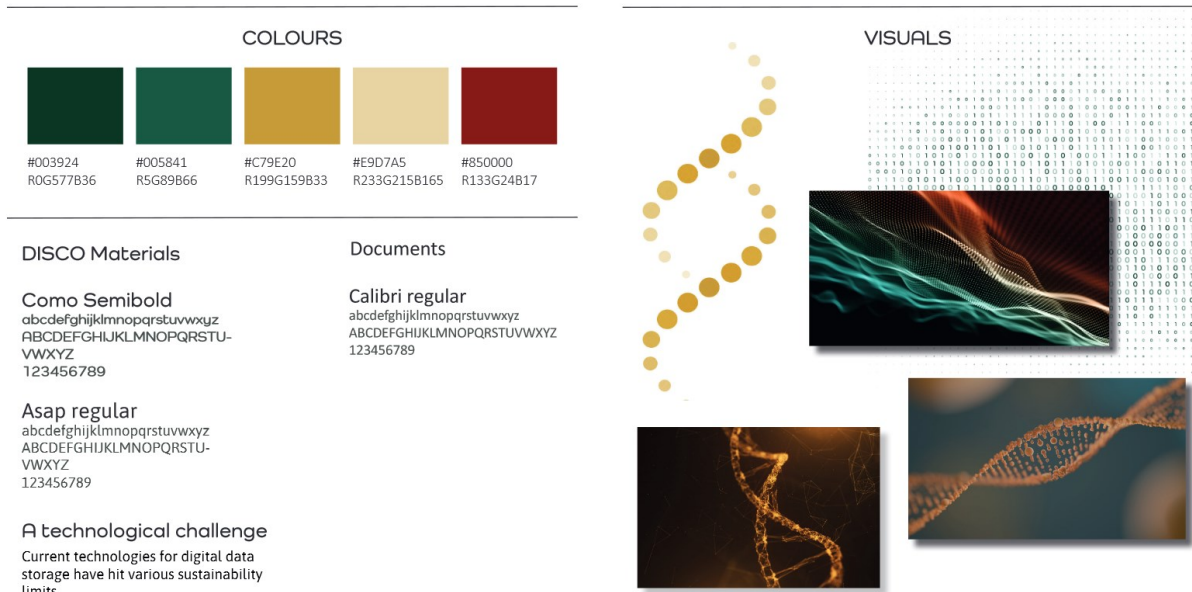 COLOURS
#003924
R0G577B36
#005841
R5G89B66
#C79E20
R199G159B33
#E9D7A5
R233G215B165
#850000
R133G24B17
DISCO Materials
Como Semibold
abcdefghijklmnopqrstuvwxyz
ABCDEFGHIJKLMNOPQRSTU-
VWXYZ
123456789
Asap regular
abcdefghijklmnopqrstuvwxyz
ABCDEFGHIJKLMNOPQRSTU-
VWXYZ
123456789
A technological challenge
Current technologies for digital data
storage have hit various sustainability
limits
Documents
Calibri regular
abcdefghijklmnopqrstuvwxyz
ABCDEFGHIJKLMNOPQRSTUVWXYZ
123456789
VISUALS